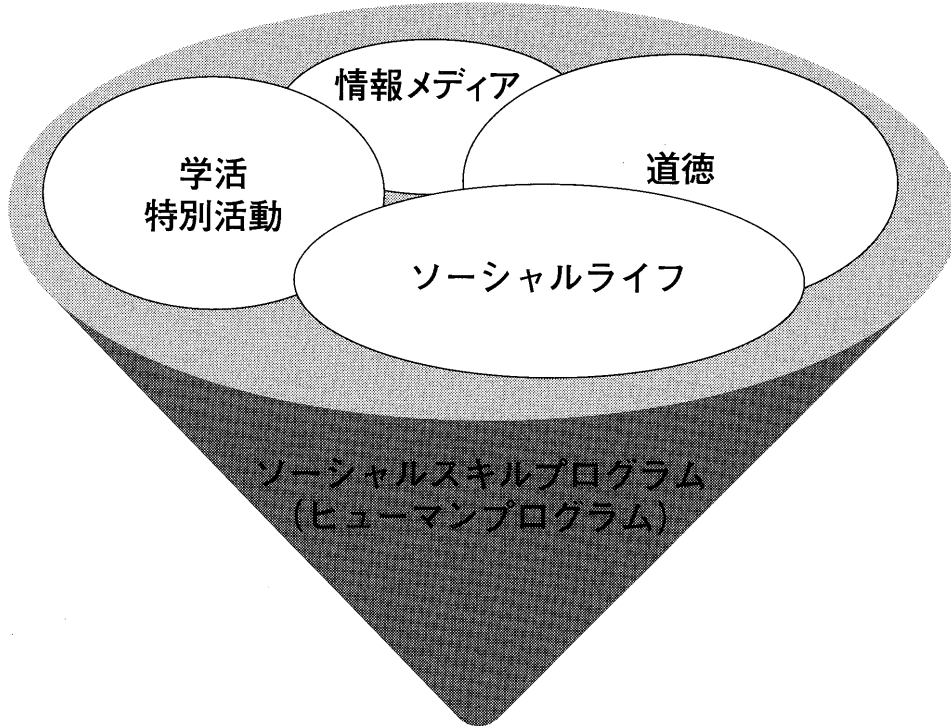 情報メディア
学活
特別活動
道徳
ソーシャルライフ
ソーシャルスキルプログラム
(ヒューマンプログラム)